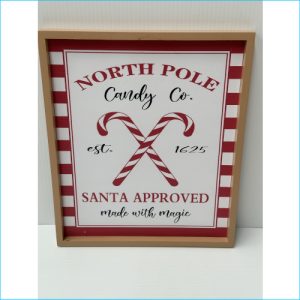 NORTH POLE
Candy Co.
est. 1625
SANTA APPROVED
made with magic